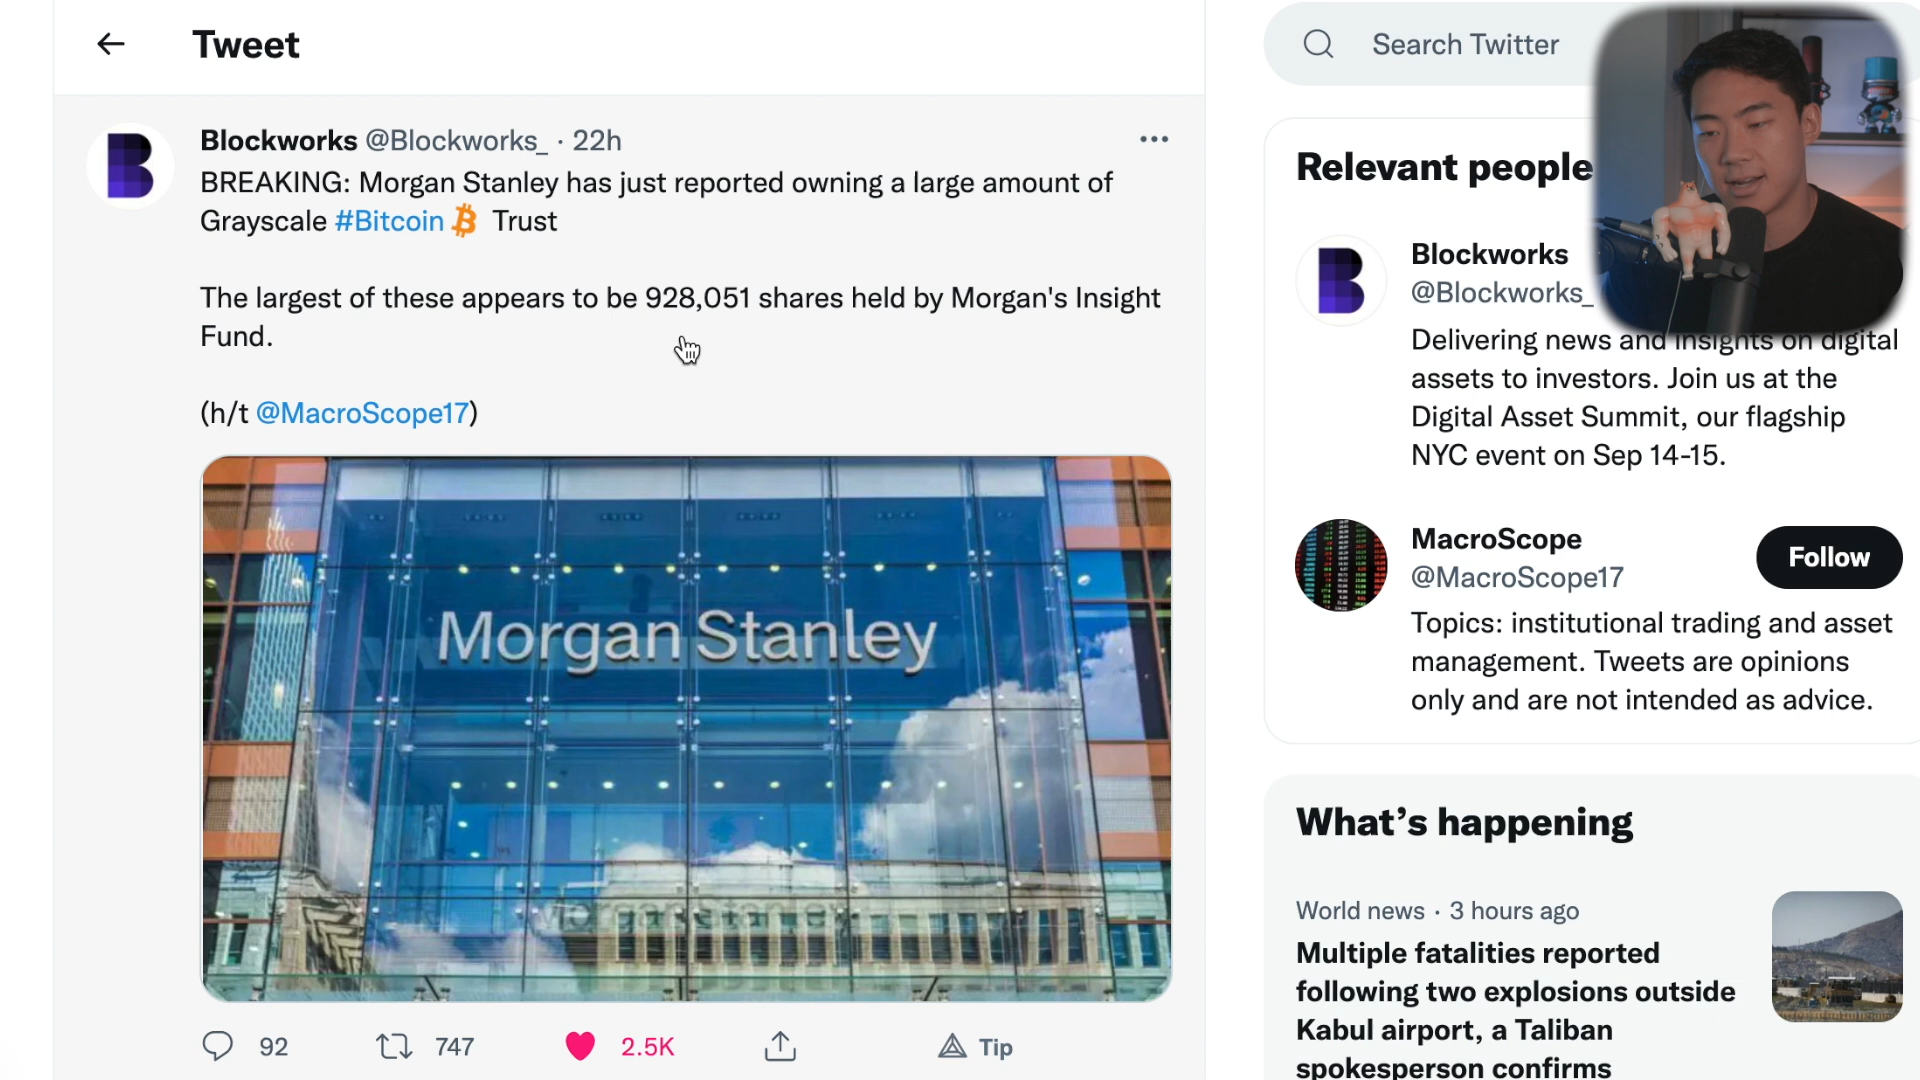 Tweet
Search Twitter
Blockworks @Blockworks_ · 22h
BREAKING: Morgan Stanley has just reported owning a large amount of
Grayscale #Bitcoin Trust
The largest of these appears to be 928,051 shares held by Morgan's Insight
Fund.
(h/t @MacroScope17)
Morgan Stanley
92
747
2.5K
Tip
Relevant people
Blockworks
@Blockworks_
Delivering news and insights on digital
assets to investors. Join us at the
Digital Asset Summit, our flagship
NYC event on Sep 14-15.
MacroScope
@MacroScope17
Follow
Topics: institutional trading and asset
management. Tweets are opinions
only and are not intended as advice.
What’s happening
World news · 3 hours ago
Multiple fatalities reported
following two explosions outside
Kabul airport, a Taliban
spokesperson confirms